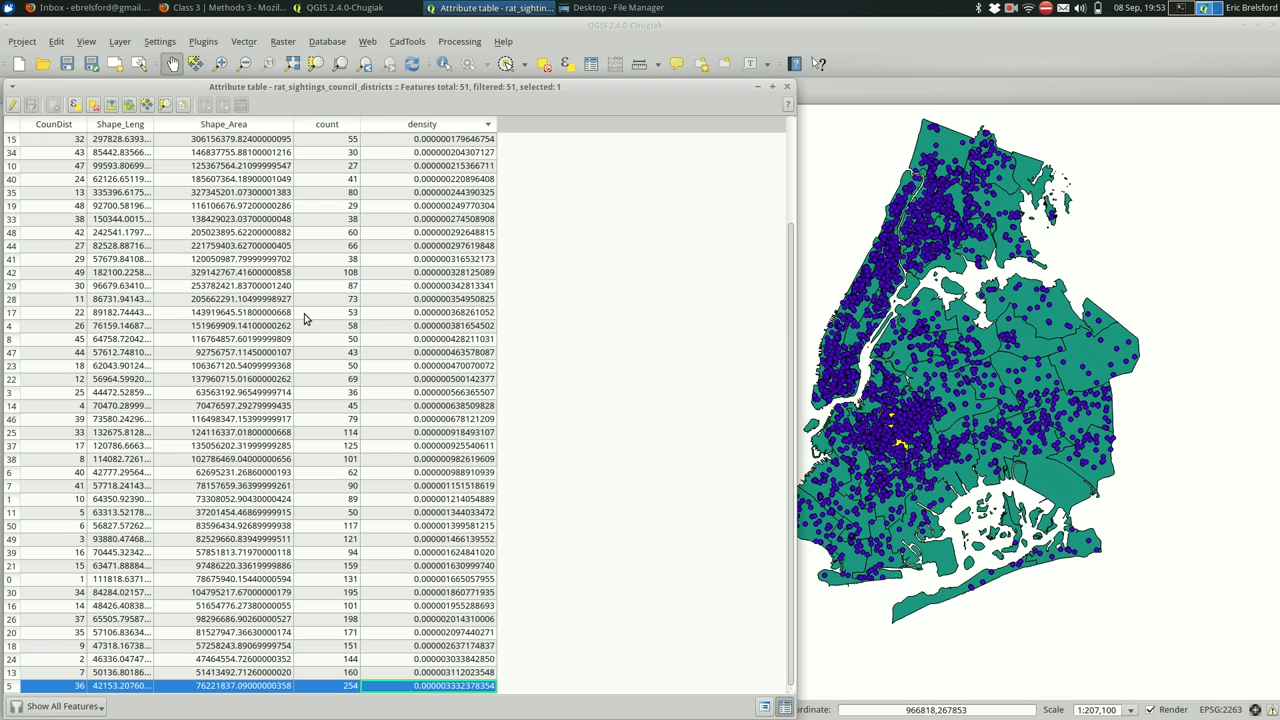 Inbox - ebrelsford@gmail....
Class 3 | Methods 3 - Mozil...
QGIS 2.4.0-Chugiak
Attribute table - rat_sightin...
Desktop - File Manager
08 Sep, 19:53
Eric Brelsford
QGIS 2.4.0-Chugiak
Project Edit View Layer Settings Plugins Vector Raster Database Web CadTools Processing Help
Attribute table - rat_sightings_council_districts :: Features total: 51, filtered: 51, selected: 1
CounDist Shape_Leng Shape_Area count density
15 32 297828.6393... 306156379.82400000095 55 0.000000179646754
34 43 85442.83566... 146837755.88100001216 30 0.000000204307127
10 47 99593.80699... 125367564.21099999547 27 0.000000215366711
40 24 62126.65119... 185607364.18900001049 41 0.000000220896408
35 13 335396.6175... 327345201.07300001383 80 0.000000244390325
19 48 92700.58196... 116106676.97200000286 29 0.000000249770304
33 38 150344.0015... 138429023.03700000048 38 0.000000274508908
48 42 242541.1797... 205023895.62200000882 60 0.000000292648815
44 27 82528.88716... 221759403.62700000405 66 0.000000297619848
41 29 57679.84108... 120050987.79999999702 38 0.000000316532173
42 49 182100.2258... 329142767.41600000858 108 0.000000328125089
29 30 96679.63410... 253782421.83700001240 87 0.000000342813341
28 11 86731.94143... 205662291.10499998927 73 0.000000354950825
17 22 89182.74443... 143919645.51800000668 53 0.000000368261052
4 26 76159.14687... 151969909.14100000262 58 0.000000381654502
8 45 64758.72042... 116764857.60199999809 50 0.000000428211031
47 44 57612.74810... 92756757.11450000107 43 0.000000463578087
23 18 62043.90124... 106367120.54099999368 50 0.000000470070072
22 12 56964.59920... 137960715.01600000262 69 0.000000500142377
3 25 44472.52859... 63563192.96549999714 36 0.000000566365507
14 4 70470.28999... 70476597.29279999435 45 0.000000638509828
46 39 73580.24296... 116498347.15399999917 79 0.000000678121209
25 33 132675.8128... 124116337.01800000668 114 0.000000918493107
37 17 120786.6663... 135056202.31999999285 125 0.000000925540611
38 8 114082.7261... 102786469.04000000656 101 0.000000982619609
6 40 42777.29564... 62695231.26860000193 62 0.000000988910939
7 41 57718.24143... 78157659.36399999261 90 0.000001151518619
1 10 64350.92390... 73308052.90430000424 89 0.000001214054889
11 5 63313.52178... 37201454.46869999915 50 0.000001344033472
50 6 56827.57262... 83596434.92689999938 117 0.000001399581215
49 3 93880.47468... 82529660.83949999511 121 0.000001466139552
39 16 70445.32342... 57851813.71970000118 94 0.000001624841020
21 15 63471.88884... 97486220.33619999886 159 0.000001630999740
0 1 111818.6371... 78675940.15440000594 131 0.000001665057955
30 34 84284.02157... 104795217.67600000179 195 0.000001860771935
16 14 48426.40838... 51654776.27380000055 101 0.000001955288693
26 37 65505.79587... 98296686.90260000527 198 0.000002014310006
20 35 57106.83634... 81527947.36630000174 171 0.000002097440271
18 9 47318.16738... 57258243.89069999754 151 0.000002637174837
24 2 46336.04747... 47464554.72600000352 144 0.000003033842850
13 7 50136.80186... 51413492.71260000020 160 0.000003112023548
5 36 42153.20760... 76221837.09000000358 254 0.000003332378354
Show All Features
ordinate: 966818,267853 Scale 1:207,100 Render EPSG:2263